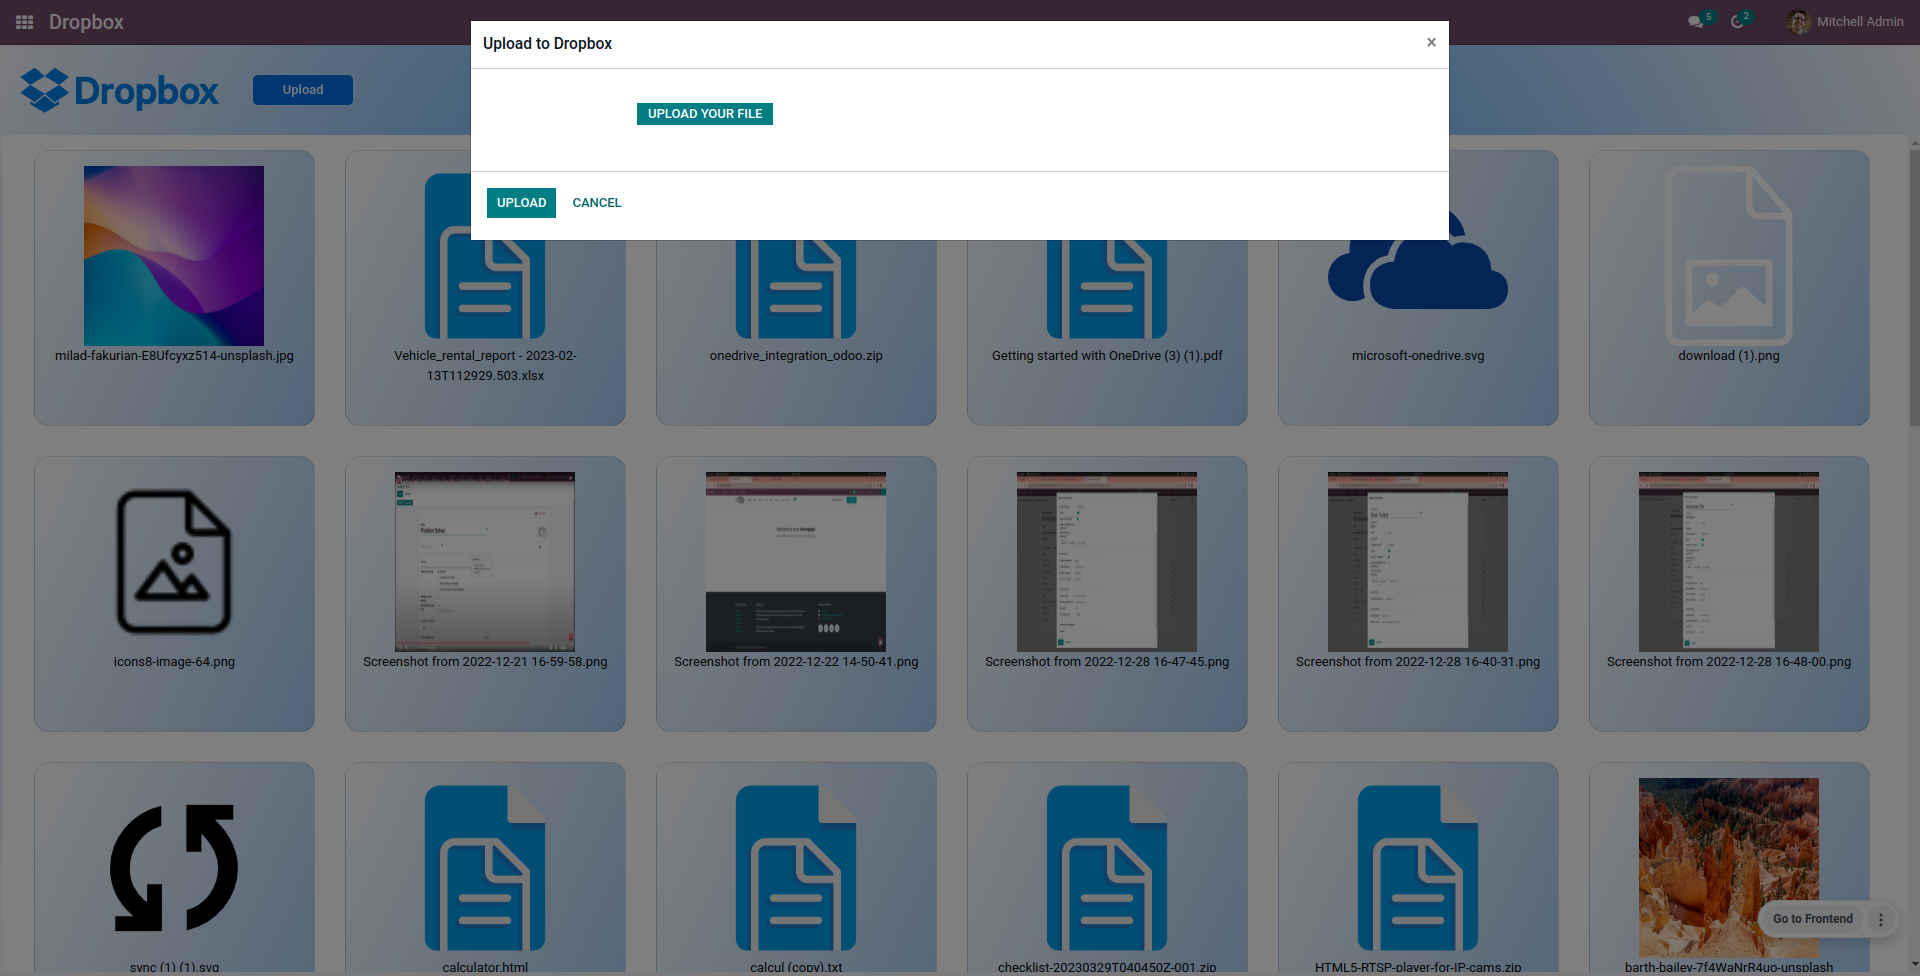 Dropbox
5
2
Mitchell Admin
Upload to Dropbox
×
Dropbox
Upload
UPLOAD YOUR FILE
UPLOAD
CANCEL
milad-fakurian-E8Ufcyxz514-unsplash.jpg
Vehicle_rental_report - 2023-02-
13T112929.503.xlsx
onedrive_integration_odoo.zip
Getting started with OneDrive (3) (1).pdf
microsoft-onedrive.svg
download (1).png
icons8-image-64.png
Screenshot from 2022-12-21 16-59-58.png
Screenshot from 2022-12-22 14-50-41.png
Screenshot from 2022-12-28 16-47-45.png
Screenshot from 2022-12-28 16-40-31.png
Screenshot from 2022-12-28 16-48-00.png
Go to Frontend
sync (1) (1).svg
calculator.html
calcul (copy).txt
checklist-20230329T040450Z-001.zip
HTML5-RTSP-player-for-IP-cams.zip
barth-bailey-7f4WaNrR4uo-unsplash